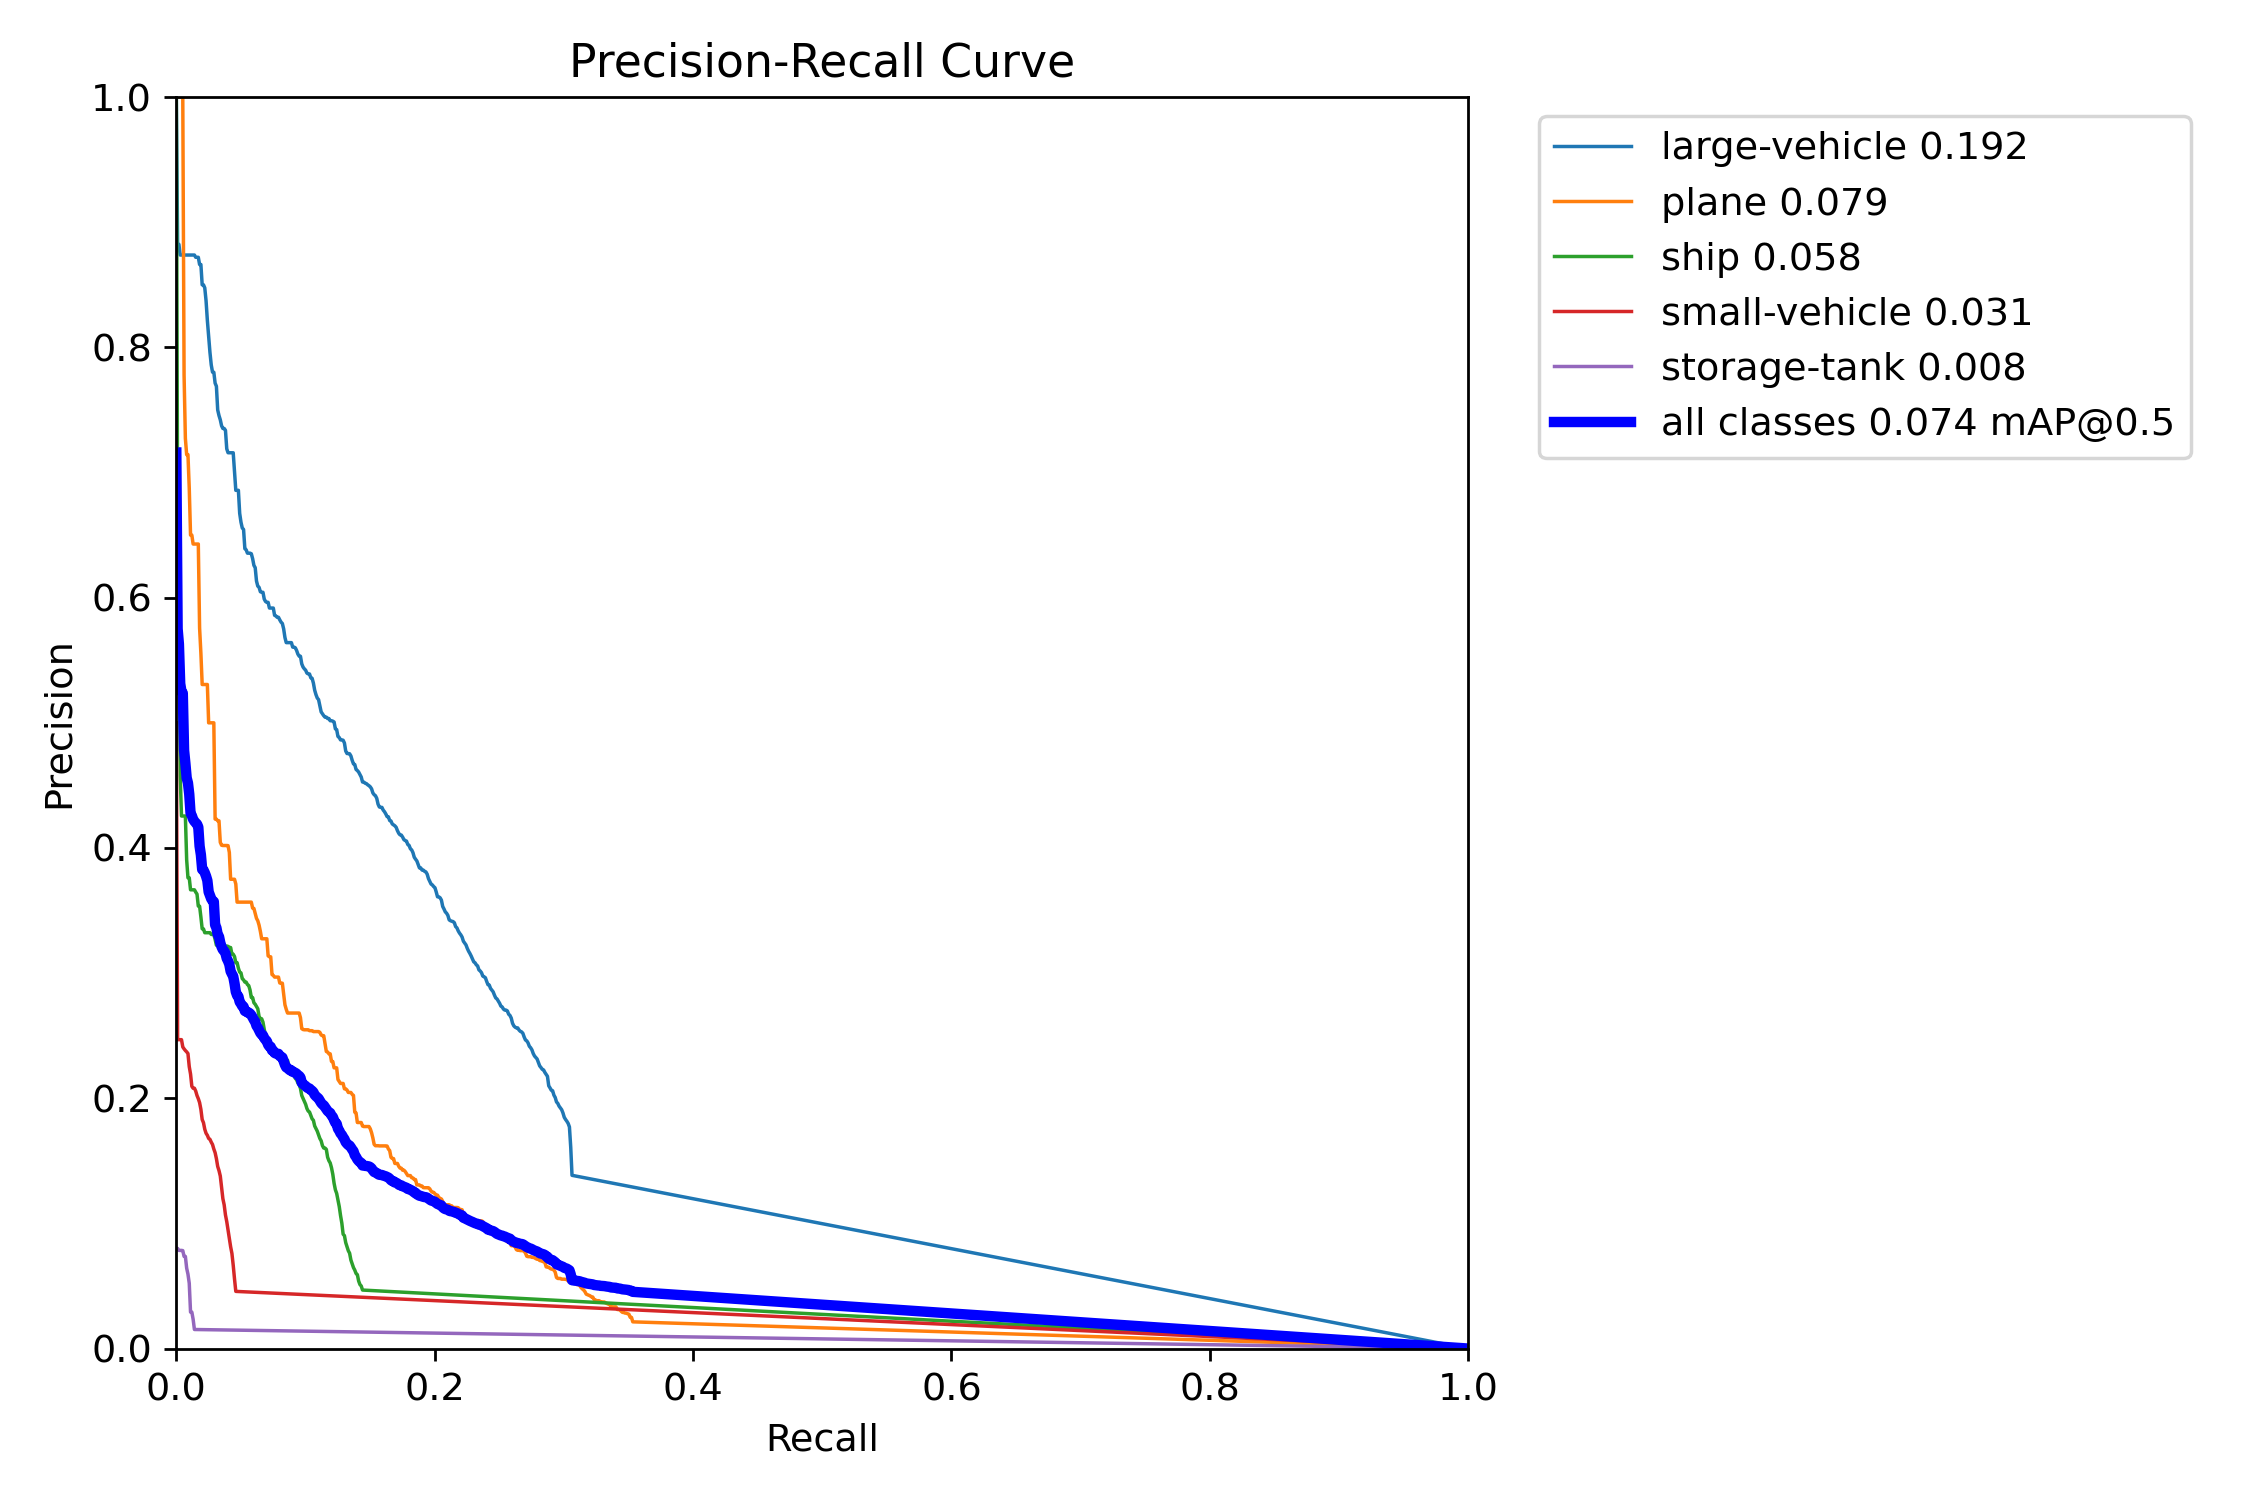 Precision-Recall Curve
1.0
0.8
0.6
0.4
0.2
0.0
Precision
0.0 0.2 0.4 0.6 0.8 1.0
Recall
large-vehicle 0.192
plane 0.079
ship 0.058
small-vehicle 0.031
storage-tank 0.008
all classes 0.074 mAP@0.5